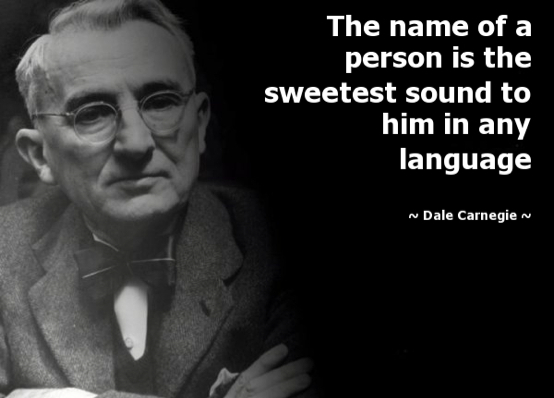 The name of a
person is the
sweetest sound to
him in any
language
~ Dale Carnegie ~